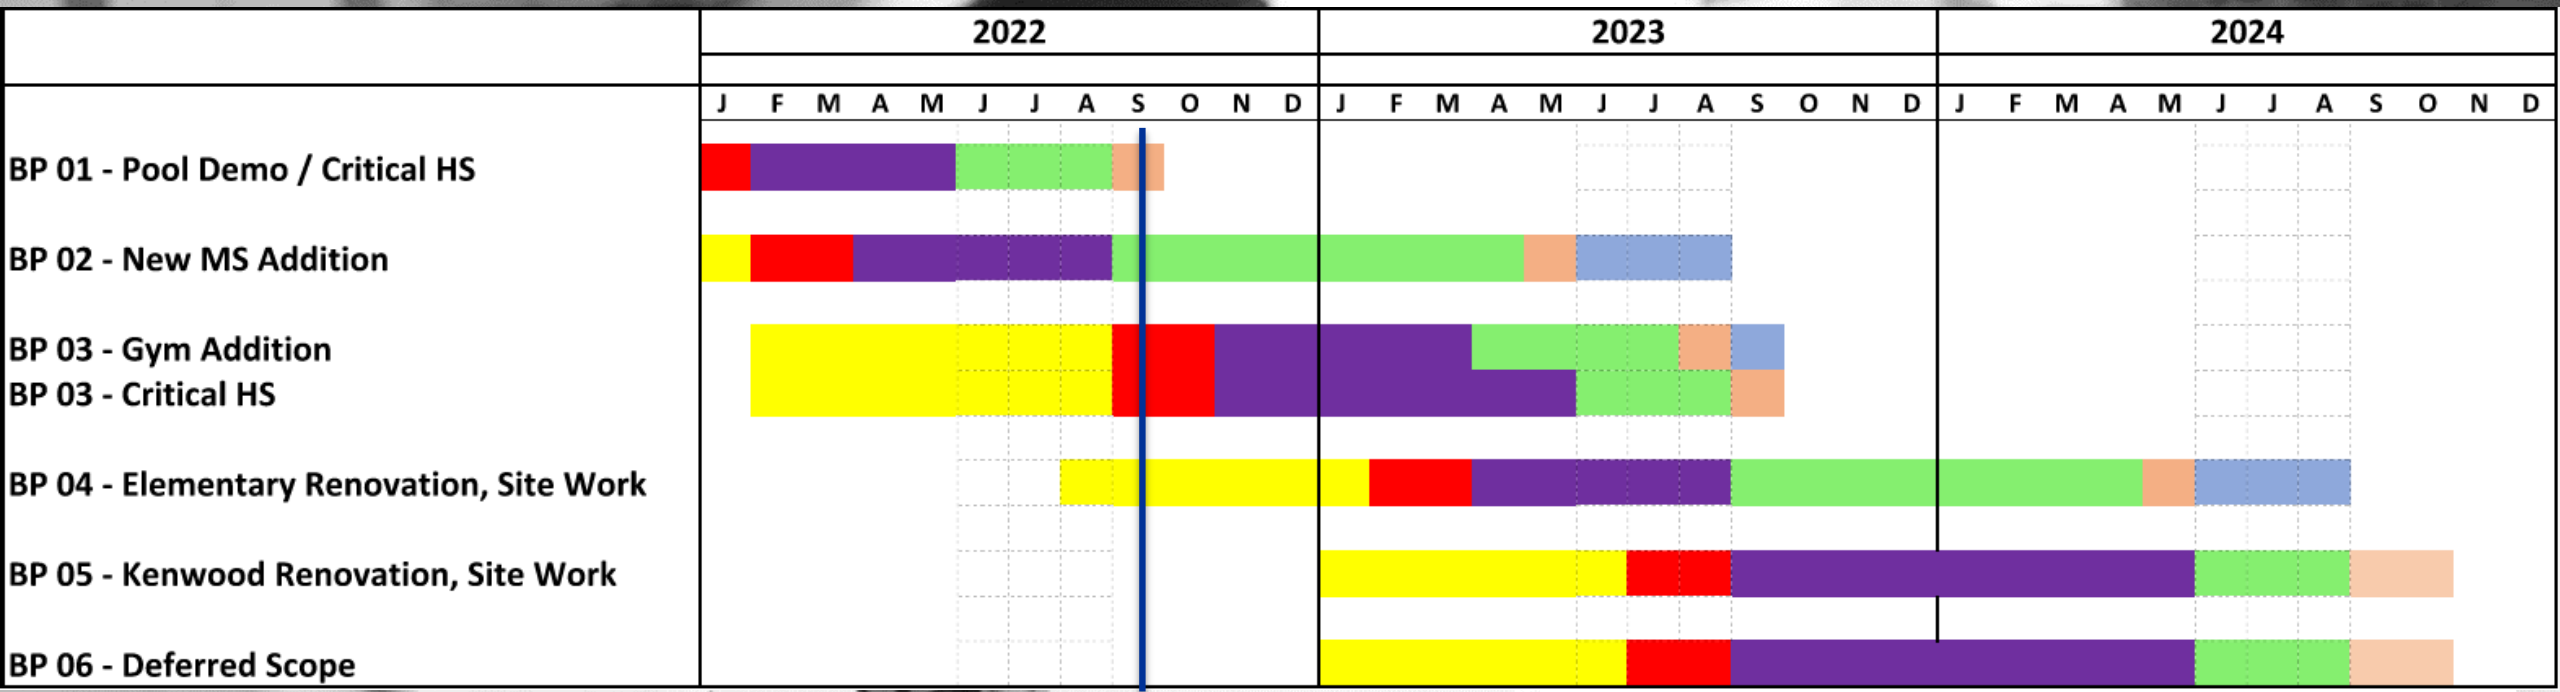 2022 2023 2024
J F M A M J J A S O N D J F M A M J J A S O N D J F M A M J J A S O N D
BP 01 - Pool Demo / Critical HS
BP 02 - New MS Addition
BP 03 - Gym Addition
BP 03 - Critical HS
BP 04 - Elementary Renovation, Site Work
BP 05 - Kenwood Renovation, Site Work
BP 06 - Deferred Scope